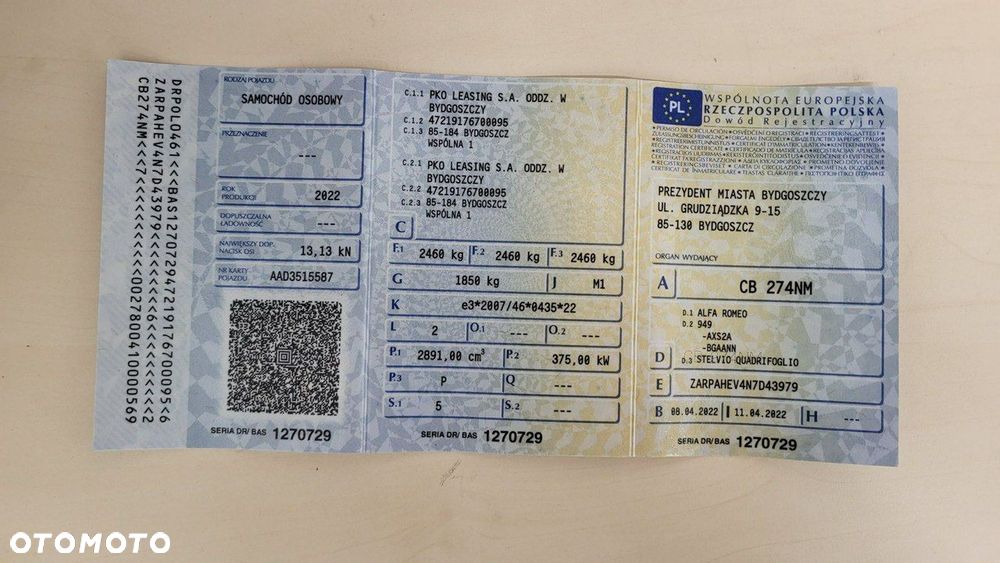 DRPOL0461<<BAS12707294721917670009<5<6
ZARPAHEV4N7D43979<<<<<<<<<<6<<<<<<<<2
CB274NM<<7<<<<<<<<<<<0027800410000569
RODZAJ POJAZDU
SAMOCHÓD OSOBOWY
PRZEZNACZENIE
---
ROK PRODUKCJI
2022
DOPUSZCZALNA ŁADOWNOŚĆ
---
NAJWIĘKSZY DOP. NACISK OSI
13,13 kN
NR KARTY POJAZDU
AAD3515587
SERIA DR/ BAS 1270729
C.1.1 PKO LEASING S.A. ODDZ. W
BYDGOSZCZY
C.1.2 47219176700095
C.1.3 85-184 BYDGOSZCZ
WSPÓLNA 1
C.2.1 PKO LEASING S.A. ODDZ. W
BYDGOSZCZY
C.2.2 47219176700095
C.2.3 85-184 BYDGOSZCZ
WSPÓLNA 1
C
F.1 2460 kg F.2 2460 kg F.3 2460 kg
G 1850 kg J M1
K e3*2007/46*0435*22
L 2 O.1 --- O.2 ---
P.1 2891,00 cm³ P.2 375,00 kW
P.3 P Q ---
S.1 5 S.2 ---
SERIA DR/ BAS 1270729
PL
WSPÓLNOTA EUROPEJSKA
RZECZPOSPOLITA POLSKA
Dowód Rejestracyjny
PREZYDENT MIASTA BYDGOSZCZY
UL. GRUDZIĄDZKA 9-15
85-130 BYDGOSZCZ
ORGAN WYDAJĄCY
A CB 274NM
D.1 ALFA ROMEO
D.2 949
-AXS2A
-BGAANN
D D.3 STELVIO QUADRIFOGLIO
E ZARPAHEV4N7D43979
B 08.04.2022 I 11.04.2022 H ---
SERIA DR/ BAS 1270729
OTOMOTO